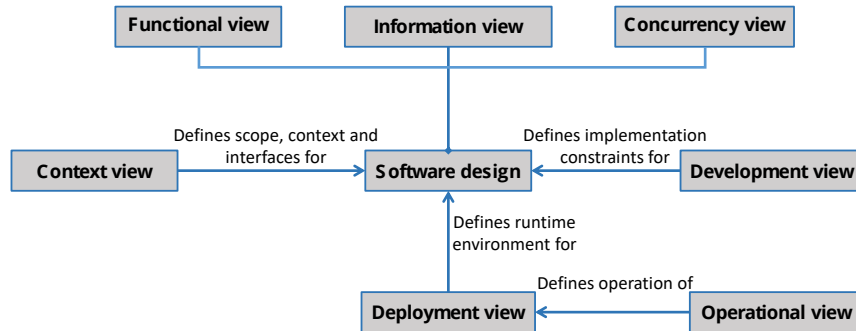 Functional view
Information view
Concurrency view
Defines scope, context and
interfaces for
Defines implementation
constraints for
Context view
Software design
Development view
Defines runtime
environment for
Defines operation of
Deployment view
Operational view